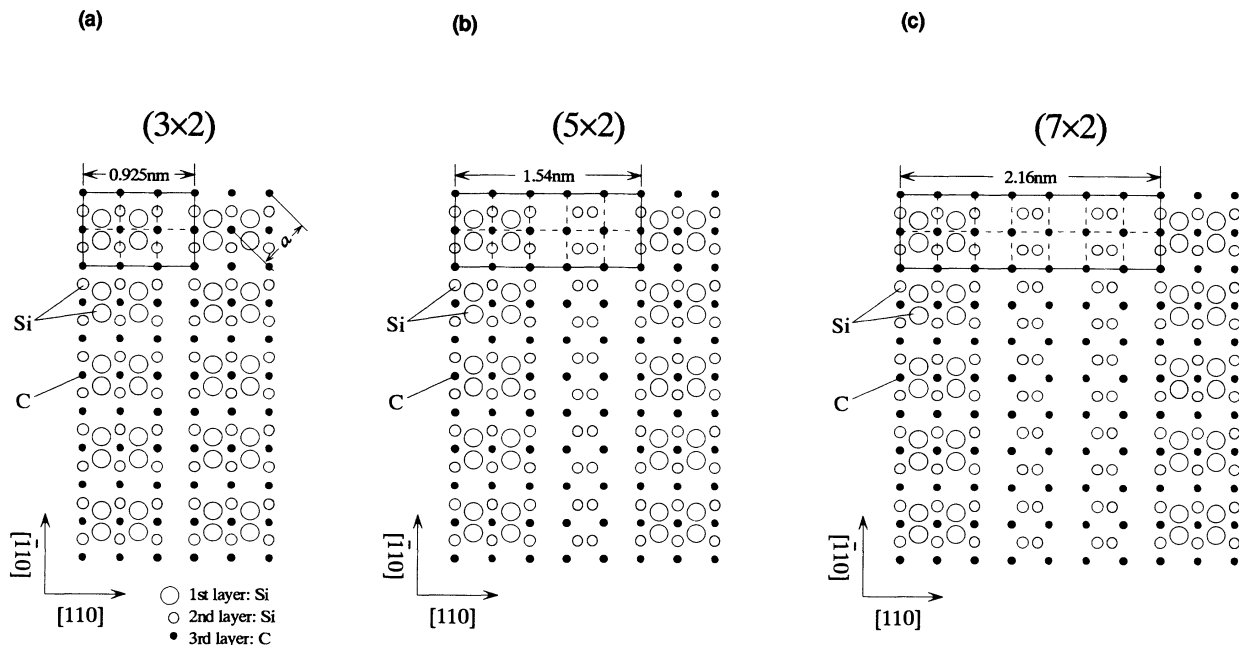 (a)
(b)
(c)
(3×2)
(5×2)
(7×2)
0.925nm
1.54nm
2.16nm
a
Si
Si
Si
C
C
C
[1̄10]
[1̄10]
[1̄10]
[110]
[110]
[110]
1st layer: Si
2nd layer: Si
3rd layer: C